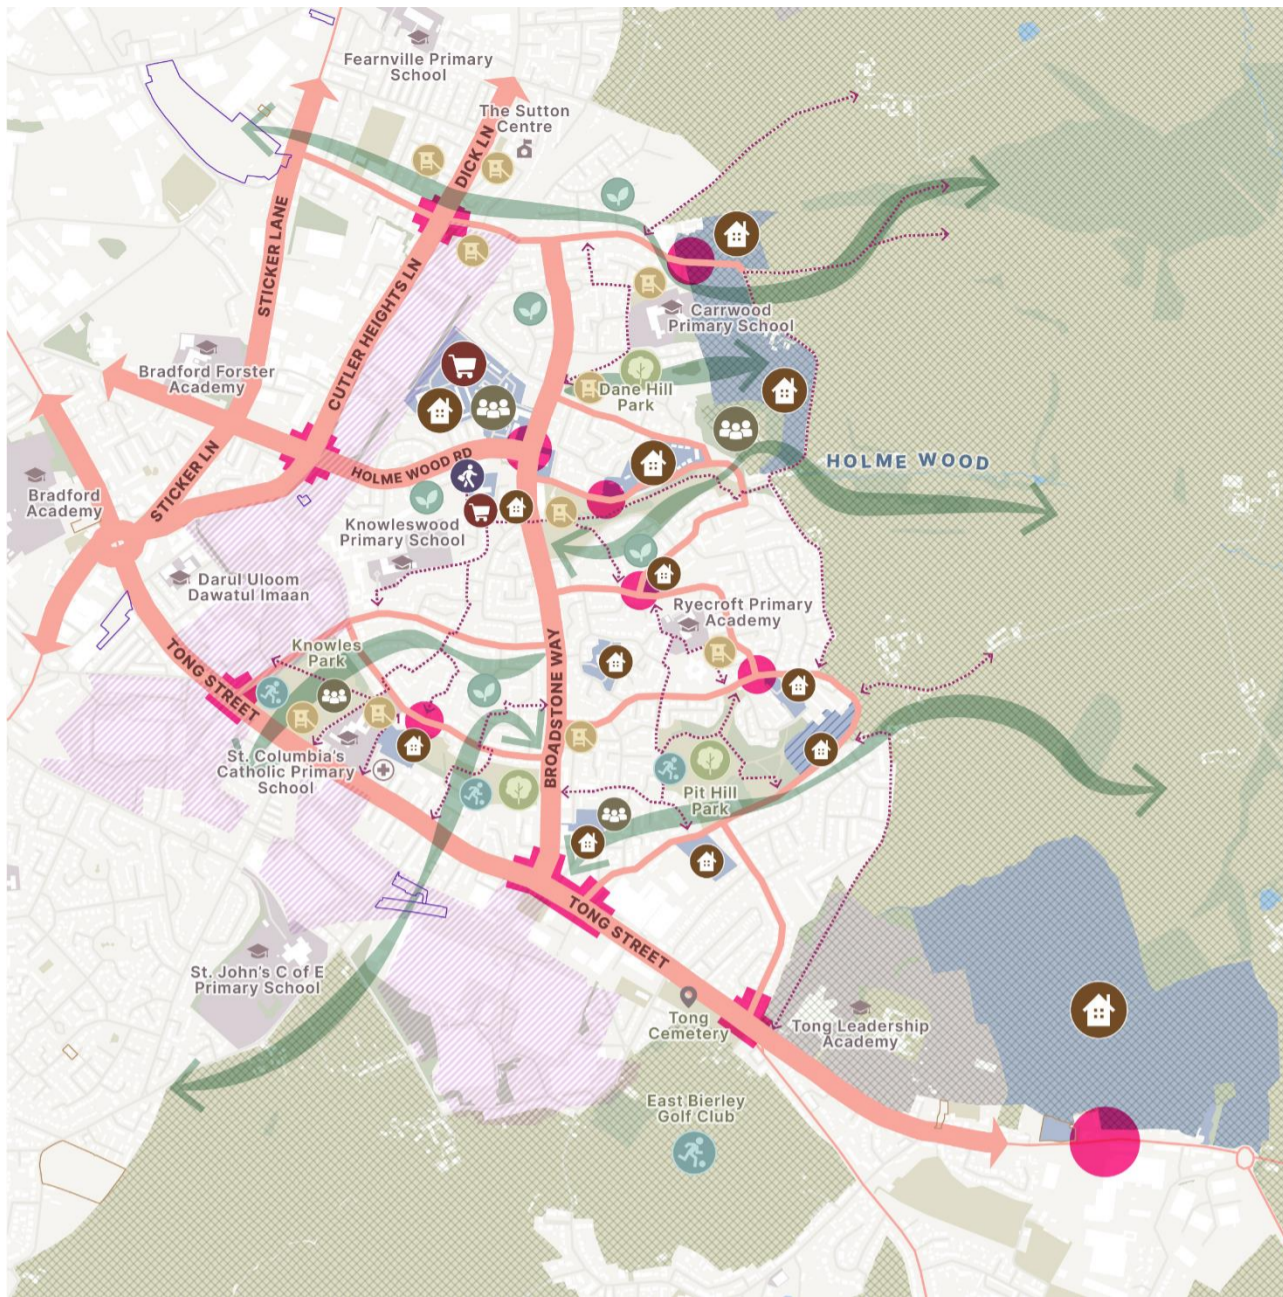 Fearnville Primary
School
The Sutton
Centre
DICK LN
STICKER LANE
CUTLER HEIGHTS LN
Carrwood
Primary School
Bradford Forster
Academy
Dane Hill
Park
HOLME WOOD
HOLME WOOD RD
STICKER LN
Bradford
Academy
Knowleswood
Primary School
Darul Uloom
Dawatul Imaan
Ryecroft Primary
Academy
Knowles
Park
TONG STREET
BROADSTONE WAY
St. Columbia's
Catholic Primary
School
Pit Hill
Park
TONG STREET
St. John's C of E
Primary School
Tong
Cemetery
Tong Leadership
Academy
East Bierley
Golf Club